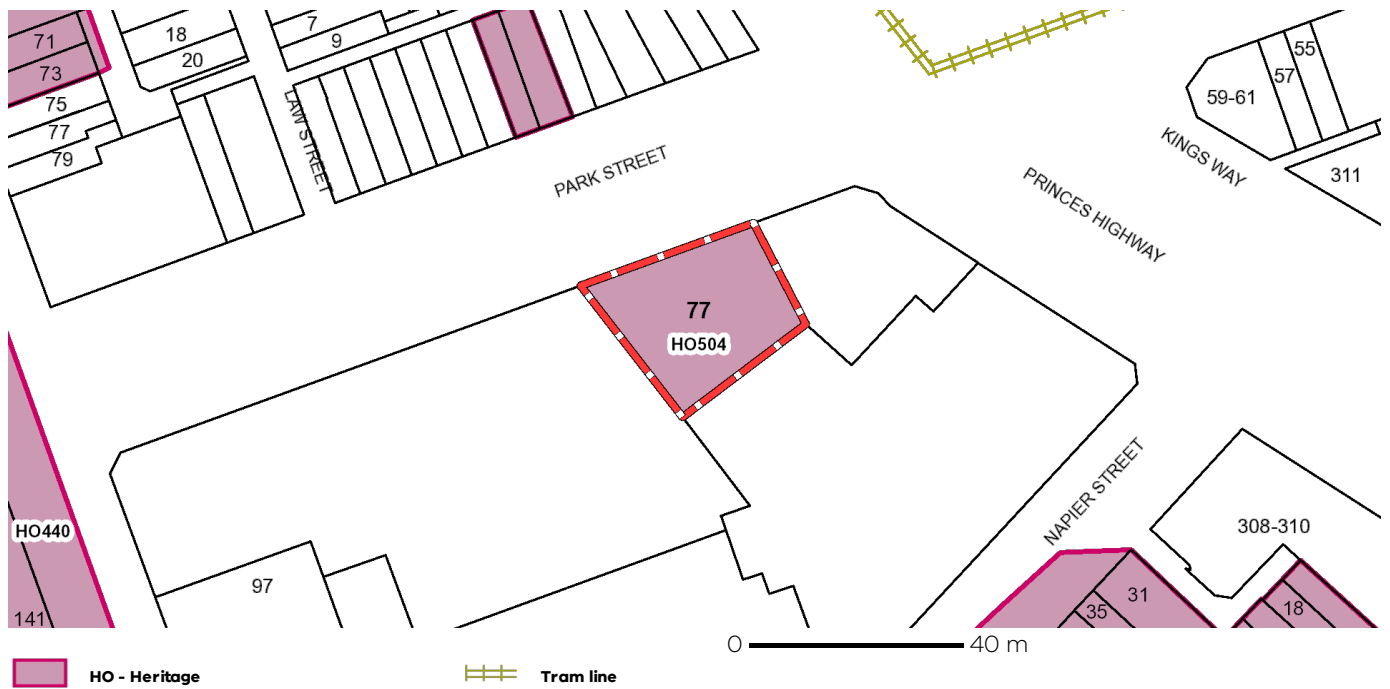 71
73
75
77
79
18
20
7
9
LAW STREET
PARK STREET
PRINCES HIGHWAY
KINGS WAY
59-61
57
55
311
77
HO504
HO440
141
97
NAPIER STREET
308-310
31
35
18
0 40 m
HO - Heritage
Tram line